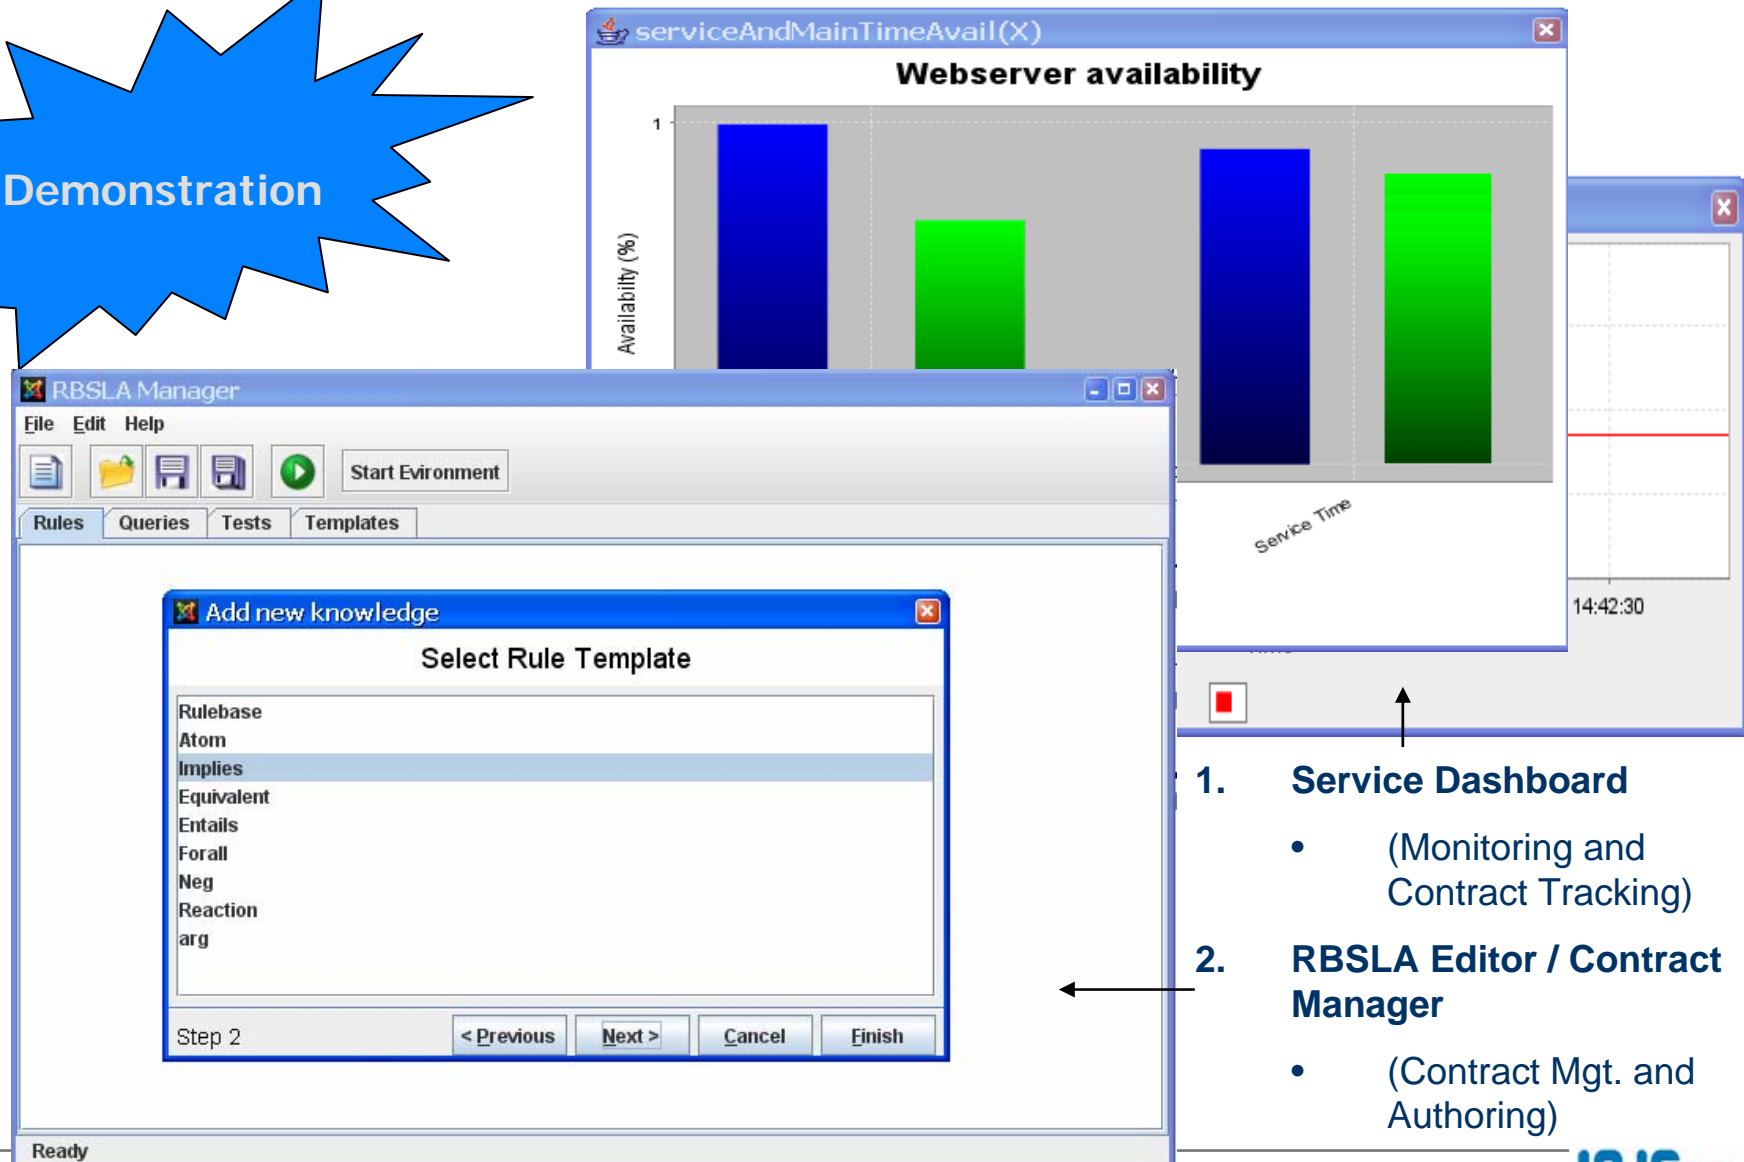 Demonstration
serviceAndMainTimeAvail(X)
Webserver availability
1
Availabilty (%)
Service Time
14:42:30
RBSLA Manager
File Edit Help
Start Evironment
Rules Queries Tests Templates
Add new knowledge
Select Rule Template
Rulebase
Atom
Implies
Equivalent
Entails
Forall
Neg
Reaction
arg
Step 2 < Previous Next > Cancel Finish
Ready
1. Service Dashboard
• (Monitoring and
Contract Tracking)
2. RBSLA Editor / Contract
Manager
• (Contract Mgt. and
Authoring)